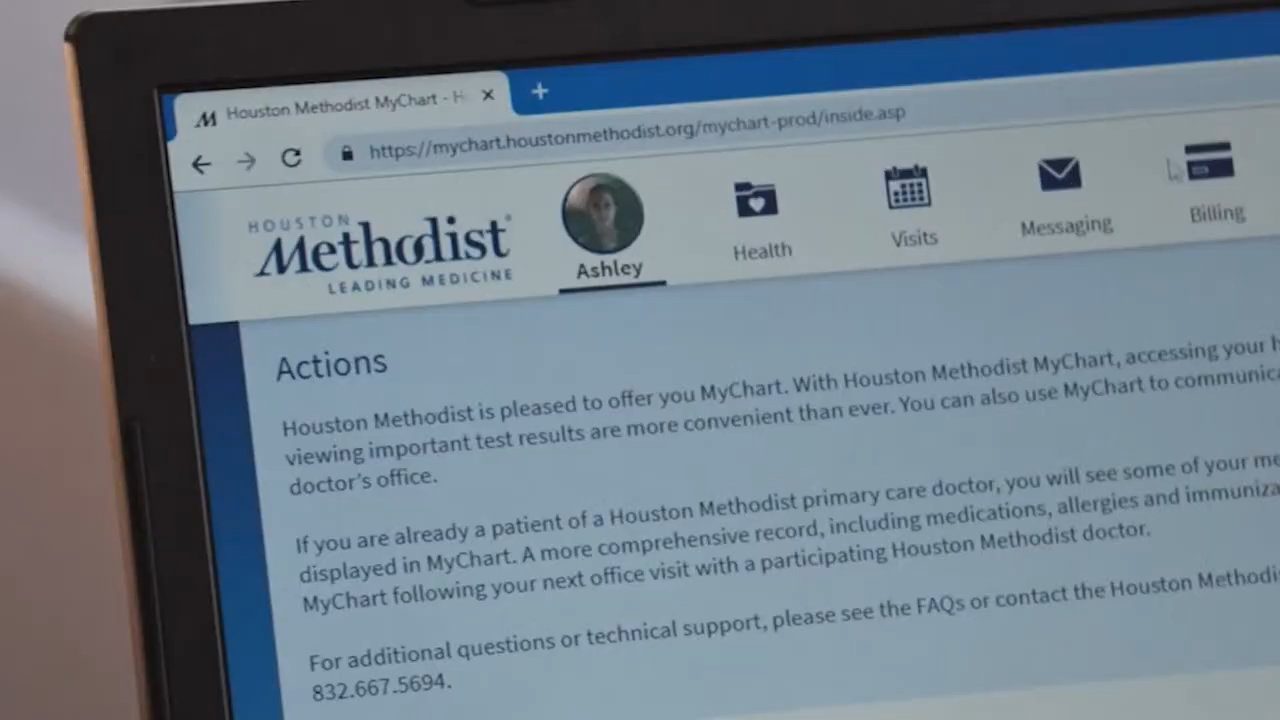 Houston Methodist MyChart - H
https://mychart.houstonmethodist.org/mychart-prod/inside.asp
HOUSTON
Methodist®
LEADING MEDICINE
Ashley
Health
Visits
Messaging
Billing
Actions
Houston Methodist is pleased to offer you MyChart. With Houston Methodist MyChart, accessing your h
viewing important test results are more convenient than ever. You can also use MyChart to communica
doctor's office.
If you are already a patient of a Houston Methodist primary care doctor, you will see some of your me
displayed in MyChart. A more comprehensive record, including medications, allergies and immuniza
MyChart following your next office visit with a participating Houston Methodist doctor.
For additional questions or technical support, please see the FAQs or contact the Houston Methodis
832.667.5694.